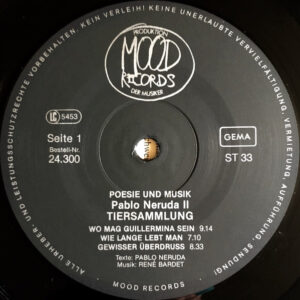 PRODUKTION
MOOD
RECORDS
DER MUSIKER
KEIN VERLEIH! KEINE UNERLAUBTE VERVIELFÄLTIGUNG, VERMIETUNG, AUFFÜHRUNG, SENDUNG!
ALLE URHEBER- UND LEISTUNGSSCHUTZRECHTE VORBEHALTEN.
LC 5453
Seite 1
Bestell-Nr.
24.300
GEMA
ST 33
POESIE UND MUSIK
Pablo Neruda II
TIERSAMMLUNG
WO MAG GUILLERMINA SEIN 9.14
WIE LANGE LEBT MAN 7.10
GEWISSER ÜBERDRUSS 8.33
Texte: PABLO NERUDA
Musik: RENÉ BARDET
MOOD RECORDS